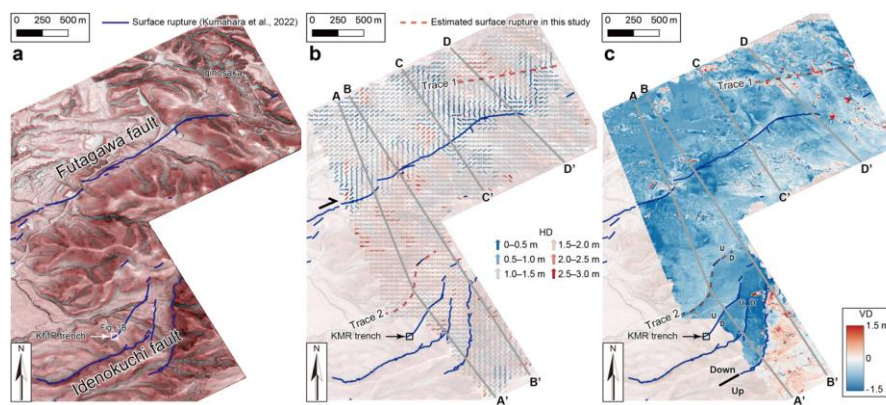 0 250 500 m
Surface rupture (Kumahara et al., 2022)
0 250 500 m
Estimated surface rupture in this study
0 250 500 m
a
Oginosaka
Futagawa fault
Fig. 3B
KMR trench
Idenokuchi fault
N
b
A B
C
D
Trace 1
C'
D'
HD
0–0.5 m
0.5–1.0 m
1.0–1.5 m
1.5–2.0 m
2.0–2.5 m
2.5–3.0 m
Trace 2
KMR trench
N
B'
A'
c
A B
C
D
Trace 1
C'
D'
U
D
U D
U
D
Trace 2
KMR trench
Down
Up
N
B'
A'
VD
1.5 m
0
-1.5 m